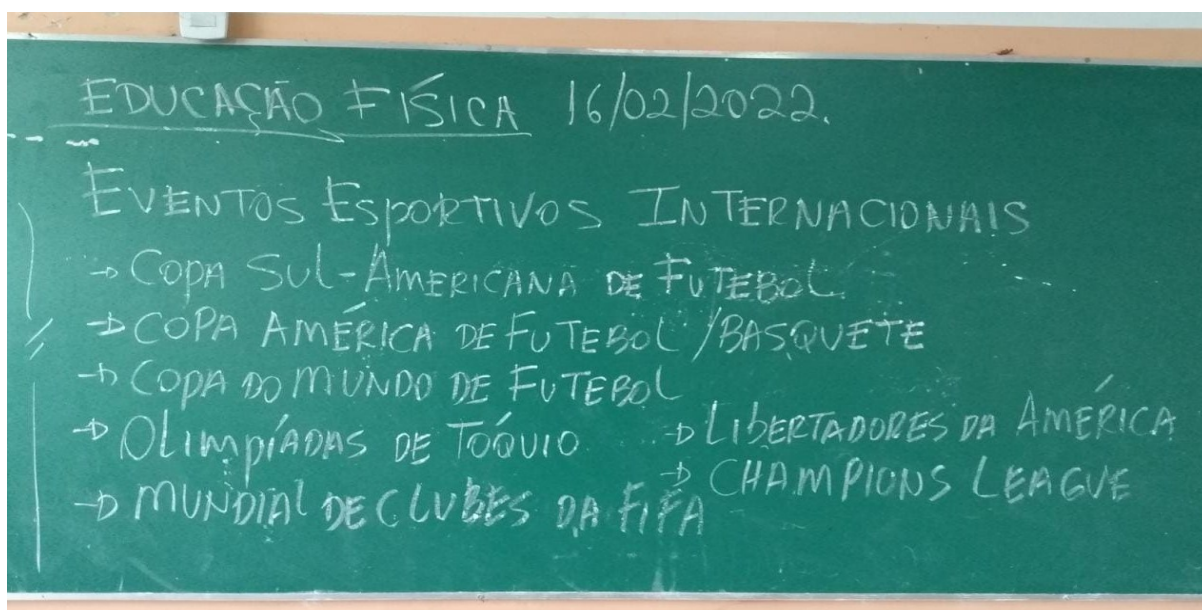 EDUCAÇÃO FÍSICA 16/02/2022.
EVENTOS ESPORTIVOS INTERNACIONAIS
→ COPA SUL-AMERICANA DE FUTEBOL
→ COPA AMÉRICA DE FUTEBOL / BASQUETE
→ COPA DO MUNDO DE FUTEBOL
→ OLIMPÍADAS DE TÓQUIO
→ MUNDIAL DE CLUBES DA FIFA
→ LIBERTADORES DA AMÉRICA
→ CHAMPIONS LEAGUE